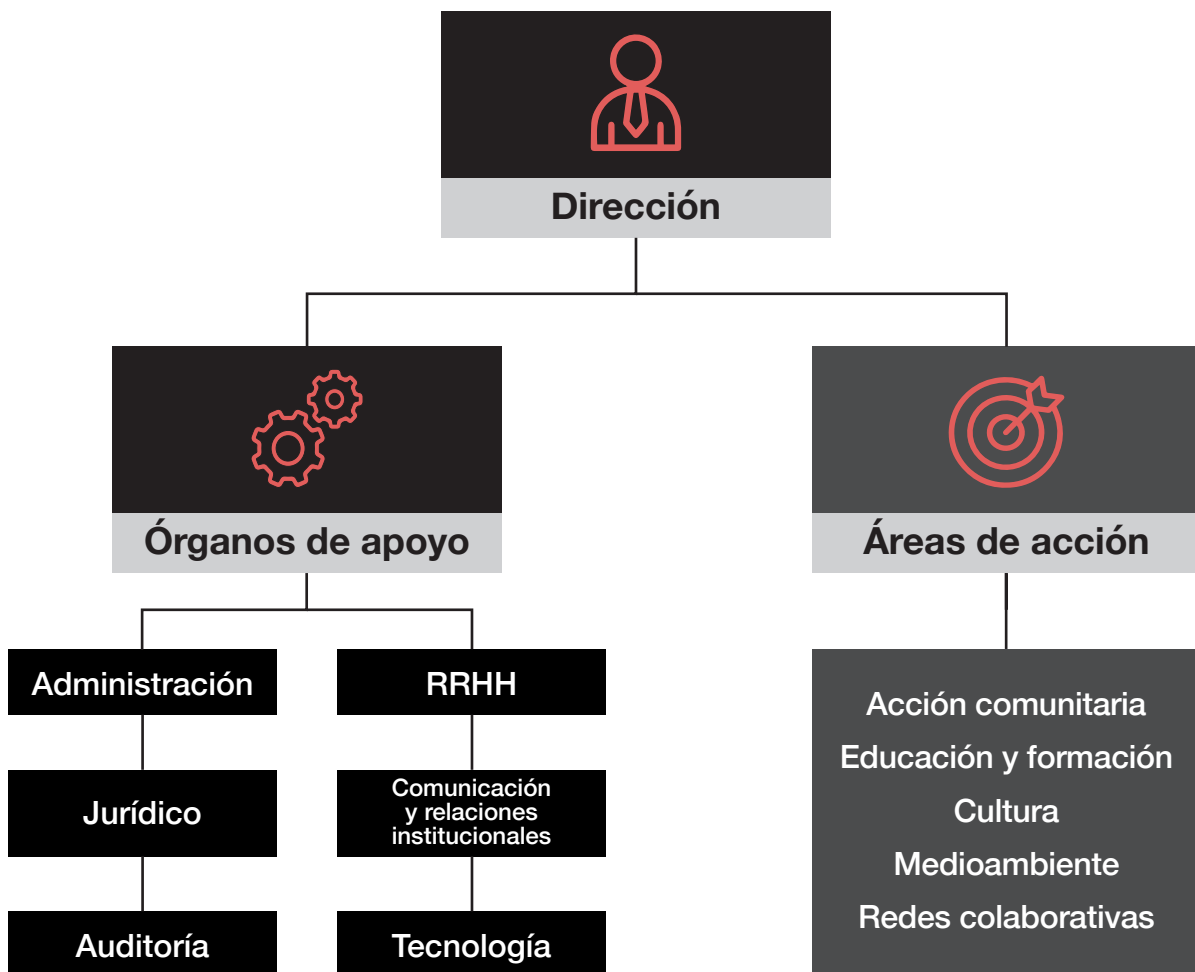 Dirección
Órganos de apoyo
Áreas de acción
Administración
RRHH
Jurídico
Comunicación
y relaciones
institucionales
Auditoría
Tecnología
Acción comunitaria
Educación y formación
Cultura
Medioambiente
Redes colaborativas